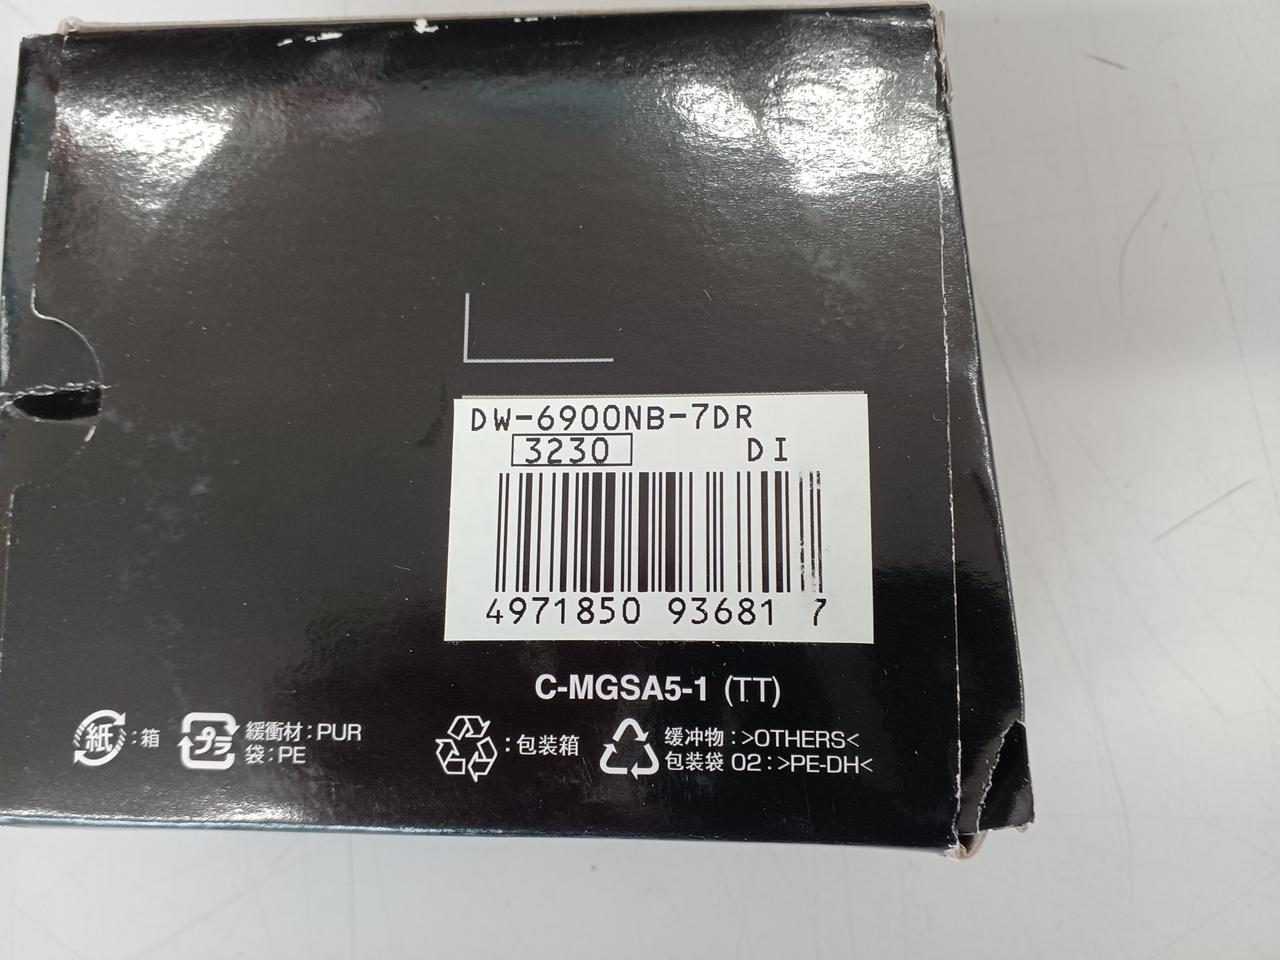 DW-6900NB-7DR
3230 DI
4971850 93681 7
C-MGSA5-1 (TT)
紙 : 箱
プラ 緩衝材 : PUR
袋 : PE
: 包装箱
缓冲物 : >OTHERS<
包装袋 02 : >PE-DH<